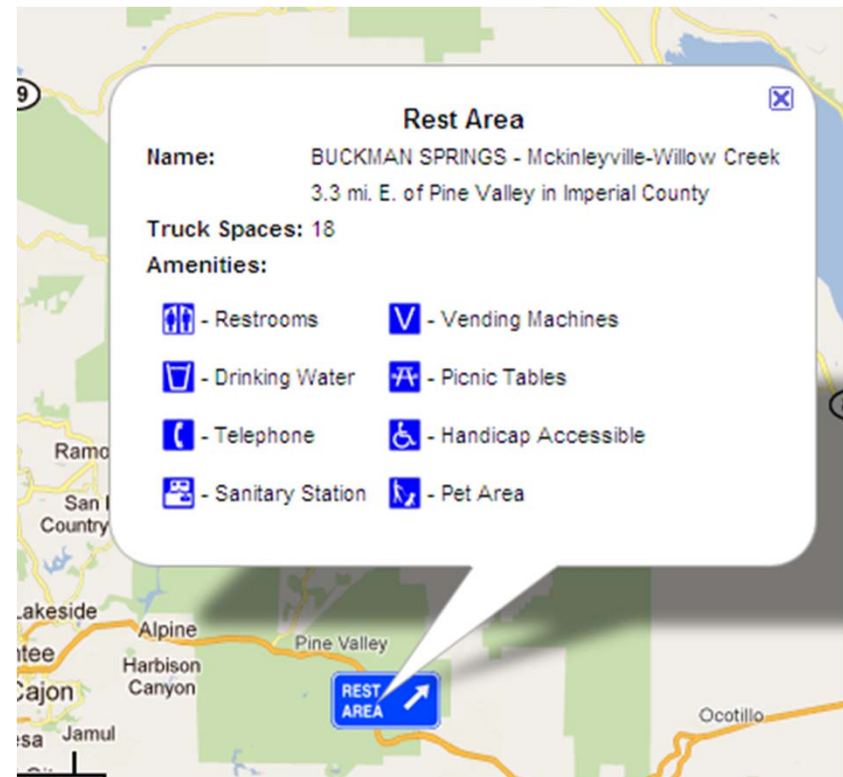 9
Rest Area
Name: BUCKMAN SPRINGS - Mckinleyville-Willow Creek
3.3 mi. E. of Pine Valley in Imperial County
Truck Spaces: 18
Amenities:
- Restrooms V - Vending Machines
- Drinking Water - Picnic Tables
- Telephone - Handicap Accessible
- Sanitary Station - Pet Area
Ramo
San
Country
Lakeside
Alpine
Pine Valley
Harbison
Canyon
REST
AREA
Cajon
Ocotillo
Jamul